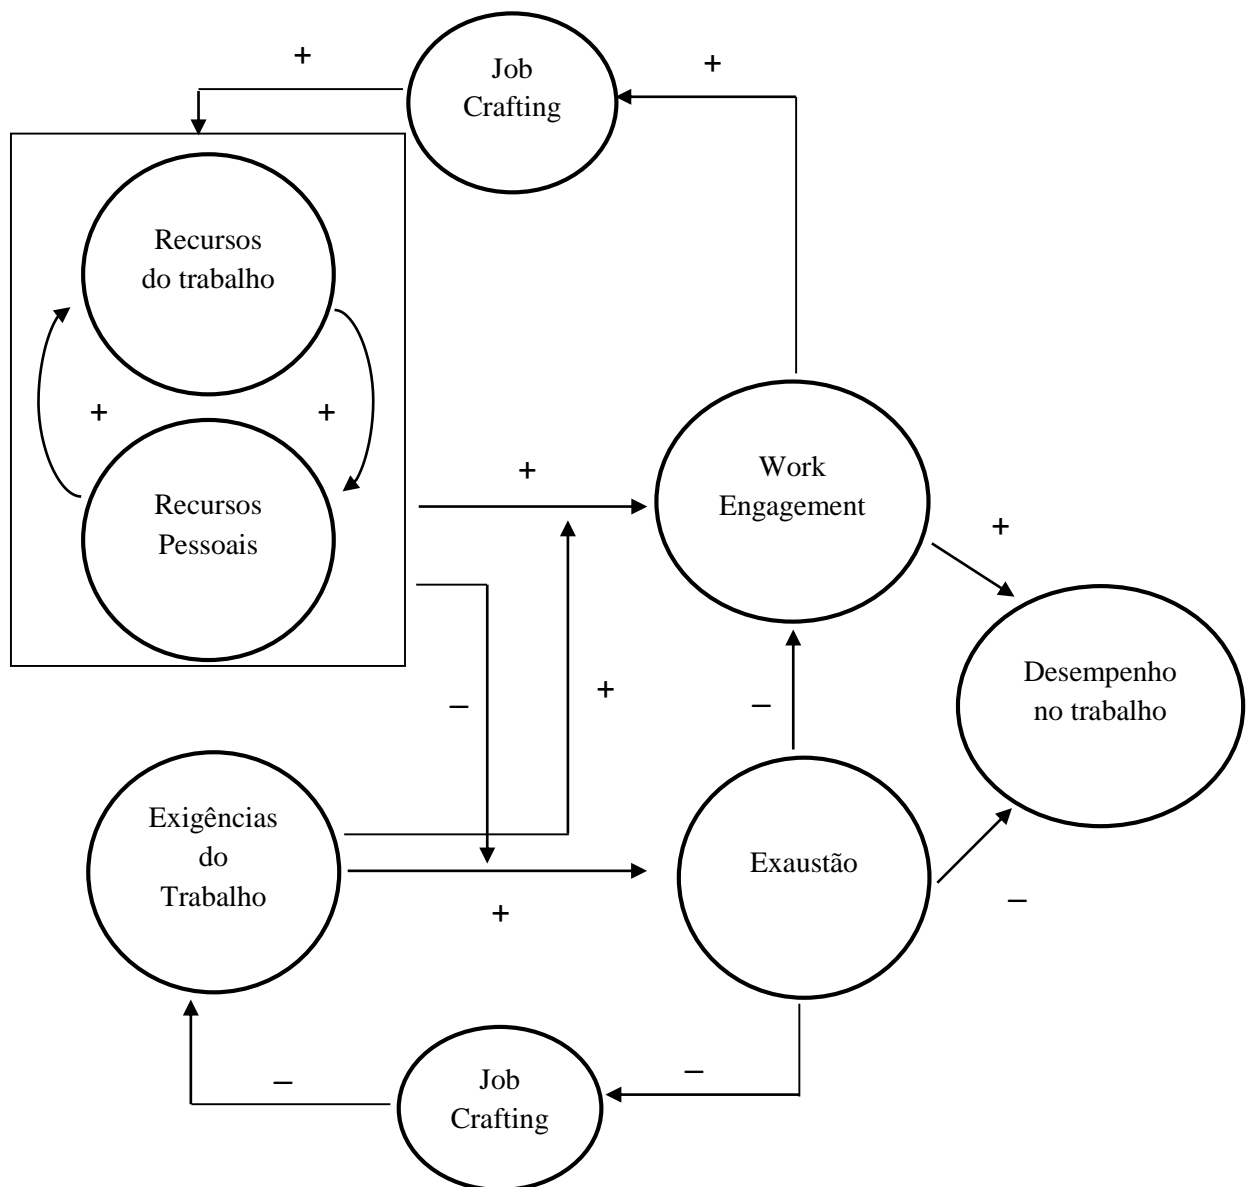 +
Job
Crafting
+
Recursos
do trabalho
+
+
Recursos
Pessoais
+
Work
Engagement
+
–
+
–
Desempenho
no trabalho
Exigências
do
Trabalho
+
Exaustão
–
–
Job
Crafting
–